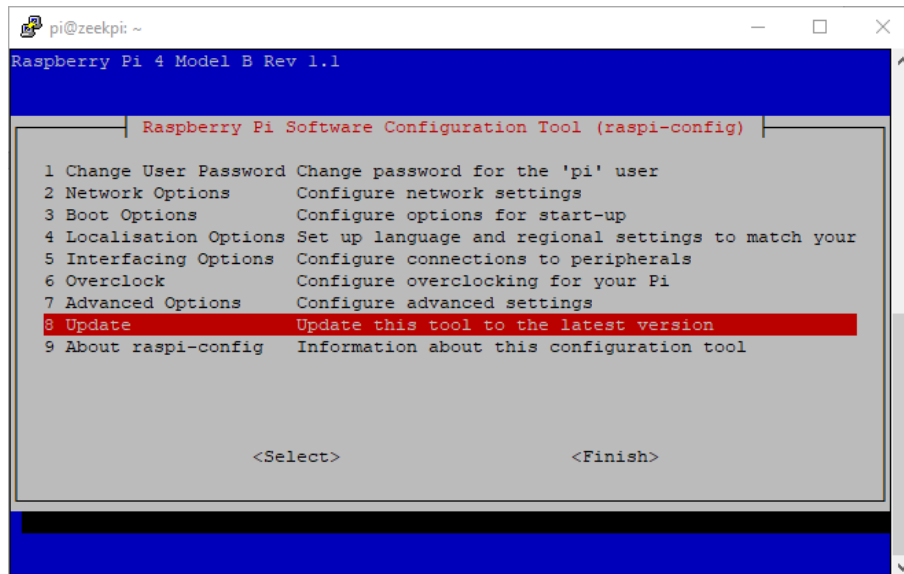 pi@zeekpi: ~
Raspberry Pi 4 Model B Rev 1.1
Raspberry Pi Software Configuration Tool (raspi-config)
1 Change User Password Change password for the 'pi' user
2 Network Options Configure network settings
3 Boot Options Configure options for start-up
4 Localisation Options Set up language and regional settings to match your
5 Interfacing Options Configure connections to peripherals
6 Overclock Configure overclocking for your Pi
7 Advanced Options Configure advanced settings
8 Update Update this tool to the latest version
9 About raspi-config Information about this configuration tool
<Select> <Finish>